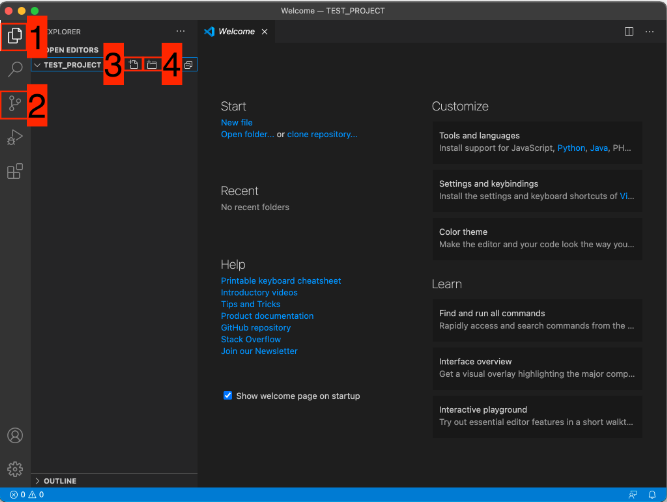 Welcome — TEST_PROJECT
1
EXPLORER
Welcome
OPEN EDITORS
TEST_PROJECT
3
4
2
Start
New file
Open folder... or clone repository...
Recent
No recent folders
Help
Printable keyboard cheatsheet
Introductory videos
Tips and Tricks
Product documentation
GitHub repository
Stack Overflow
Join our Newsletter
Show welcome page on startup
Customize
Tools and languages
Install support for JavaScript, Python, Java, PH...
Settings and keybindings
Install the settings and keyboard shortcuts of Vi...
Color theme
Make the editor and your code look the way you...
Learn
Find and run all commands
Rapidly access and search commands from the ...
Interface overview
Get a visual overlay highlighting the major comp...
Interactive playground
Try out essential editor features in a short walkt...
OUTLINE
0 0